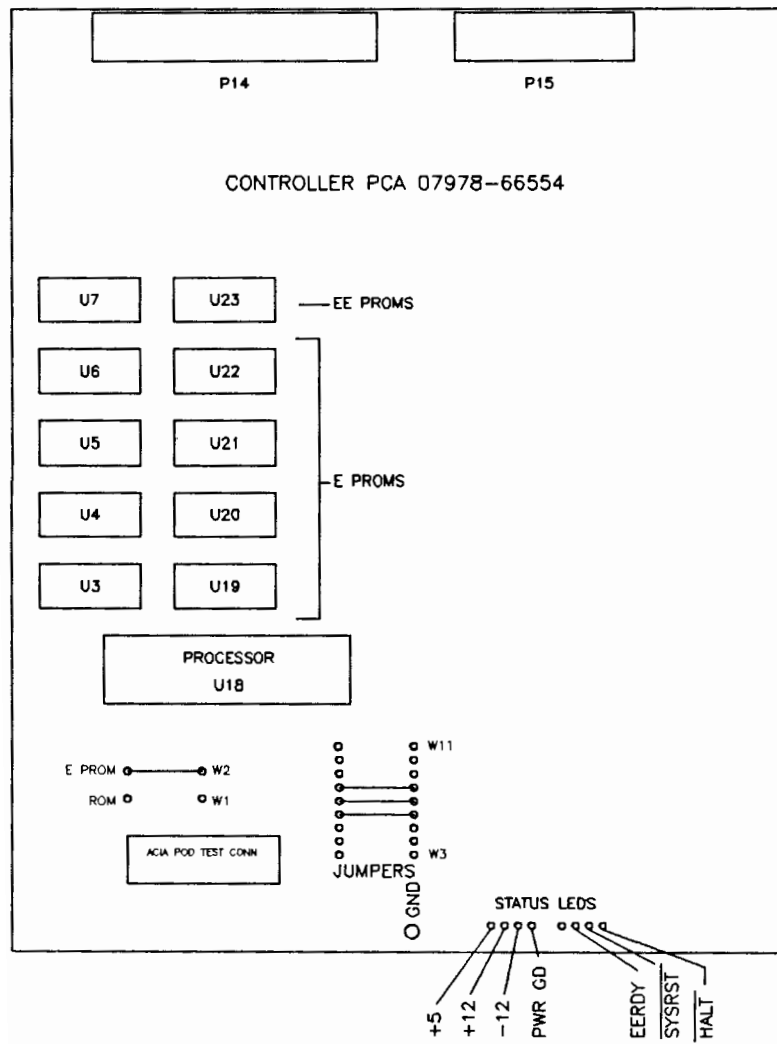 P14
P15
CONTROLLER PCA 07978-66554
U7
U23
EE PROMS
U6
U22
U5
U21
E PROMS
U4
U20
U3
U19
PROCESSOR
U18
W11
E PROM
W2
ROM
W1
W3
ACIA POD TEST CONN
JUMPERS
GND
STATUS LEDS
+5
+12
-12
PWR GD
EERDY
SYSRST
HALT